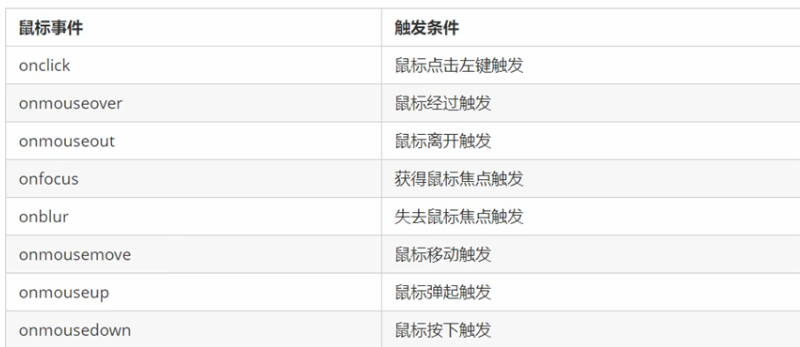 鼠标事件 触发条件
onclick 鼠标点击左键触发
onmouseover 鼠标经过触发
onmouseout 鼠标离开触发
onfocus 获得鼠标焦点触发
onblur 失去鼠标焦点触发
onmousemove 鼠标移动触发
onmouseup 鼠标弹起触发
onmousedown 鼠标按下触发